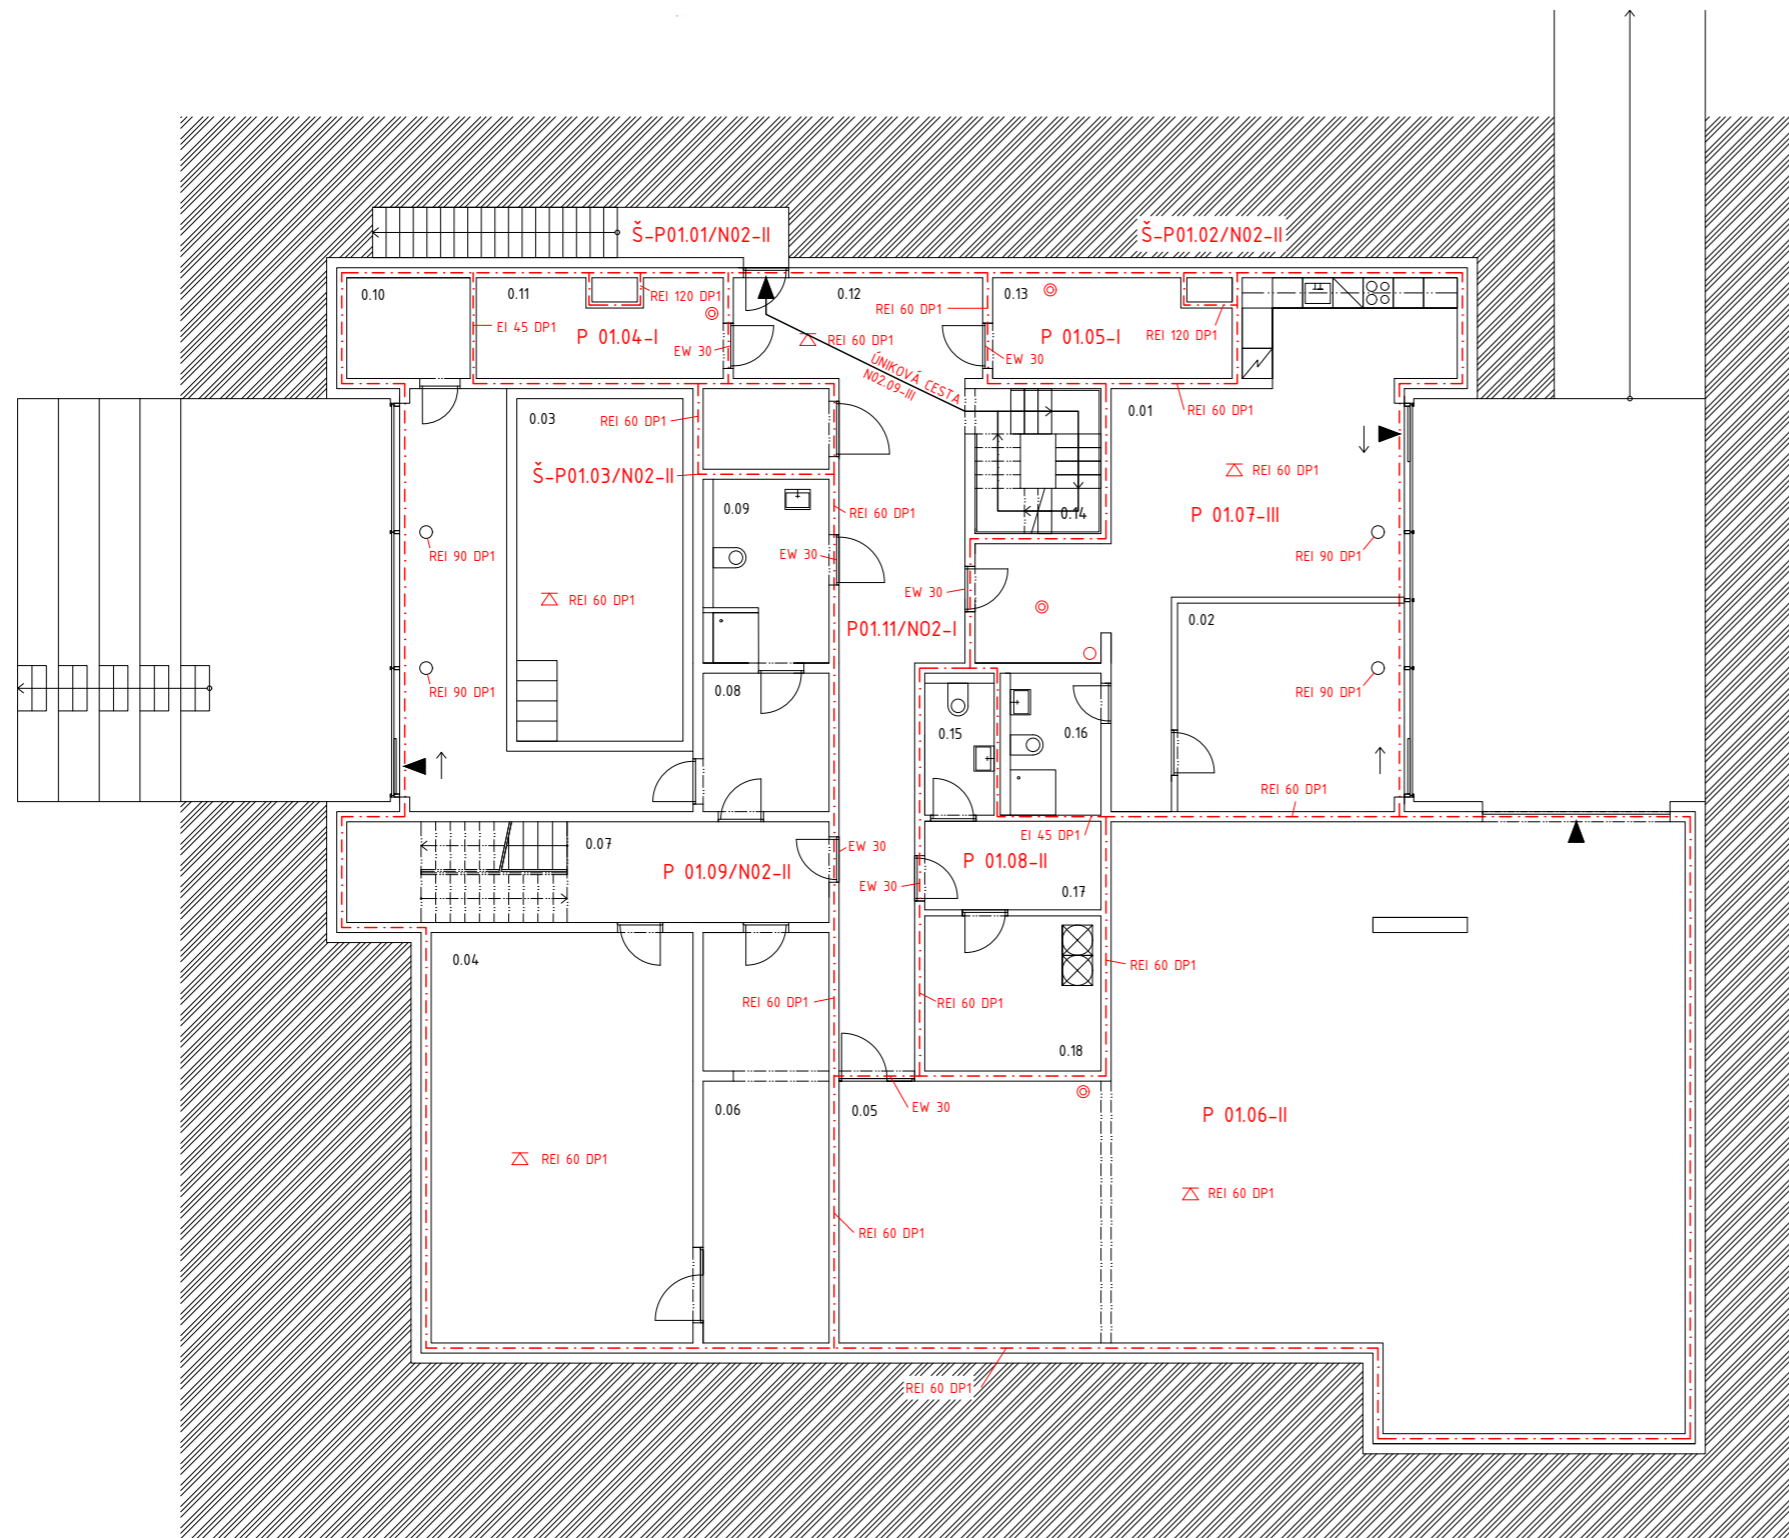 Š-P01.01/N02-II
Š-P01.02/N02-II
0.10
0.11
REI 120 DP1
0.12
REI 60 DP1
0.13
EI 45 DP1
P 01.04-I
EW 30
REI 60 DP1
P 01.05-I
REI 120 DP1
EW 30
ÚNIKOVÁ CESTA
N02.09-III
0.03
REI 60 DP1
0.01
REI 60 DP1
Š-P01.03/N02-II
REI 60 DP1
0.09
REI 60 DP1
0.14
P 01.07-III
REI 90 DP1
EW 30
REI 90 DP1
REI 60 DP1
EW 30
P01.11/N02-I
0.02
REI 90 DP1
0.08
REI 90 DP1
0.15
0.16
REI 60 DP1
EI 45 DP1
0.07
EW 30
P 01.09/N02-II
P 01.08-II
EW 30
0.17
0.04
REI 60 DP1
REI 60 DP1
REI 60 DP1
0.18
0.06
0.05
EW 30
P 01.06-II
REI 60 DP1
REI 60 DP1
REI 60 DP1
REI 60 DP1